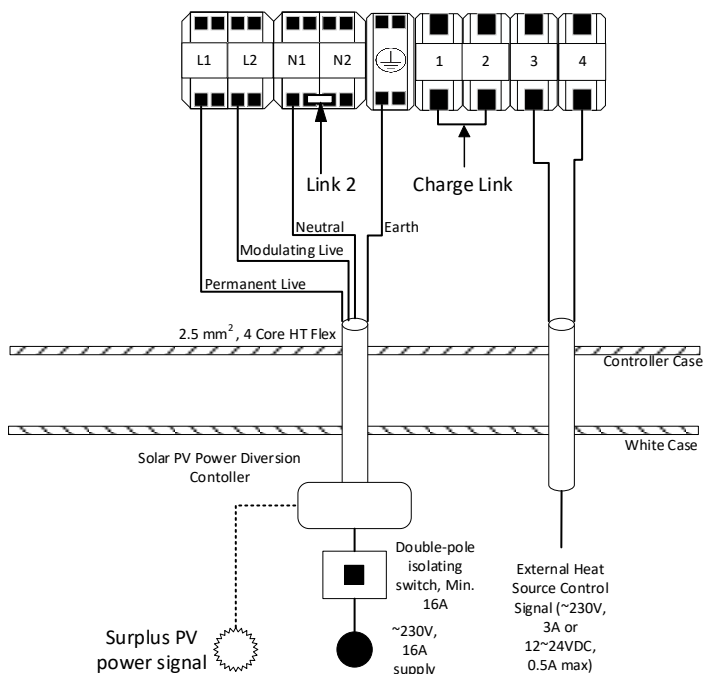 L1
L2
N1
N2
1
2
3
4
Link 2
Charge Link
Neutral
Earth
Modulating Live
Permanent Live
2.5 mm², 4 Core HT Flex
Controller Case
White Case
Solar PV Power Diversion
Contoller
Double-pole
isolating
switch, Min.
16A
~230V,
16A
supply
Surplus PV
power signal
External Heat
Source Control
Signal (~230V,
3A or
12~24VDC,
0.5A max)